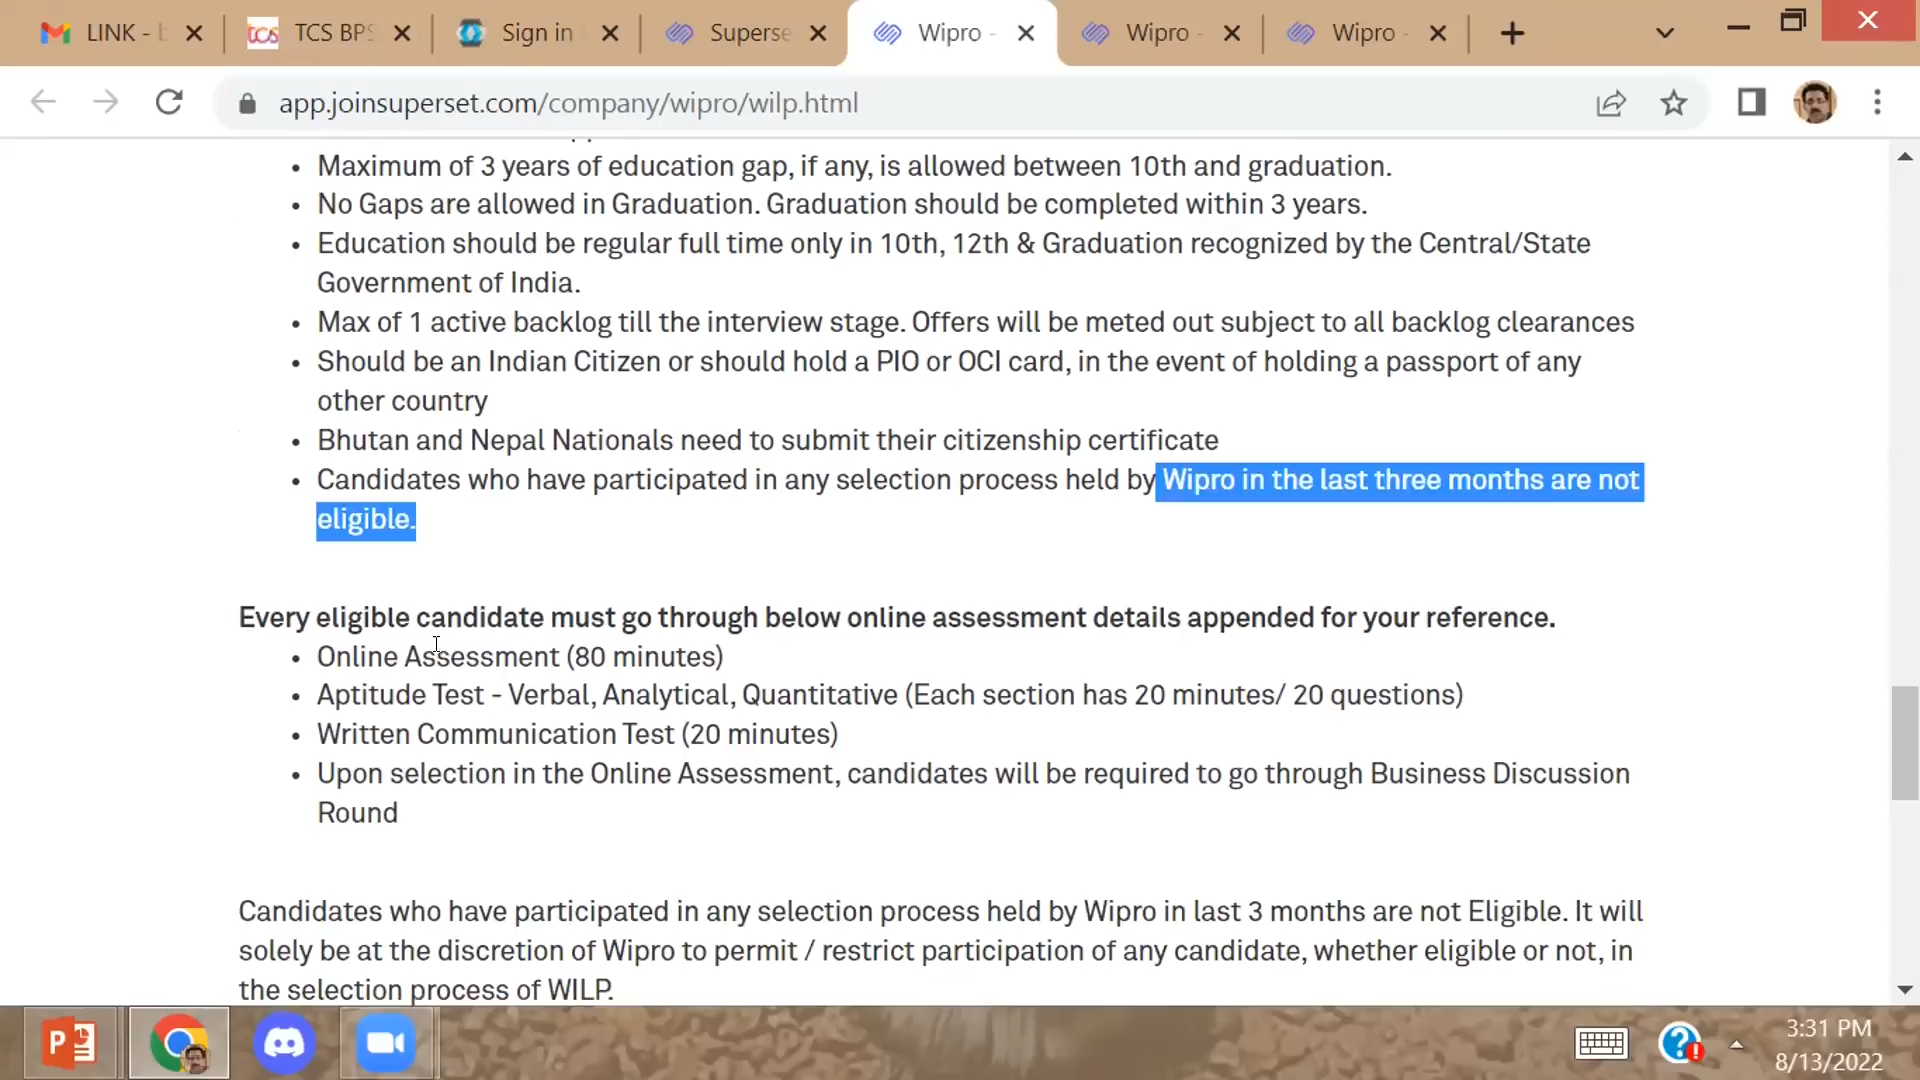 LINK -
TCS BPS
Sign in
Superse
Wipro -
Wipro -
Wipro -
app.joinsuperset.com/company/wipro/wilp.html
• Maximum of 3 years of education gap, if any, is allowed between 10th and graduation.
• No Gaps are allowed in Graduation. Graduation should be completed within 3 years.
• Education should be regular full time only in 10th, 12th & Graduation recognized by the Central/State
Government of India.
• Max of 1 active backlog till the interview stage. Offers will be meted out subject to all backlog clearances
• Should be an Indian Citizen or should hold a PIO or OCI card, in the event of holding a passport of any
other country
• Bhutan and Nepal Nationals need to submit their citizenship certificate
• Candidates who have participated in any selection process held by Wipro in the last three months are not
eligible.
Every eligible candidate must go through below online assessment details appended for your reference.
• Online Assessment (80 minutes)
• Aptitude Test - Verbal, Analytical, Quantitative (Each section has 20 minutes/ 20 questions)
• Written Communication Test (20 minutes)
• Upon selection in the Online Assessment, candidates will be required to go through Business Discussion
Round
Candidates who have participated in any selection process held by Wipro in last 3 months are not Eligible. It will
solely be at the discretion of Wipro to permit / restrict participation of any candidate, whether eligible or not, in
the selection process of WILP.
3:31 PM
8/13/2022